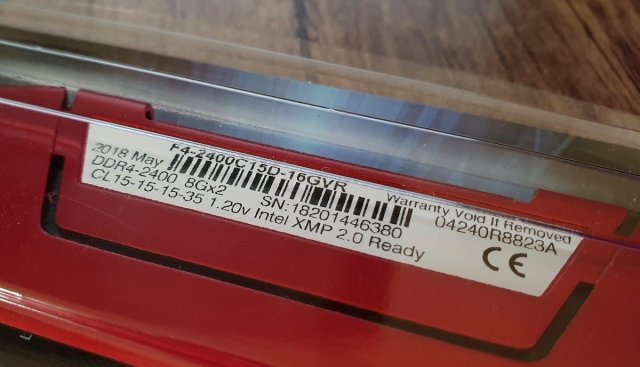 F4-2400C15D-16GVR
2018 May
Warranty Void If Removed
DDR4-2400 8Gx2
SN:18201446380
04240R8823A
CL15-15-15-35 1.20v Intel XMP 2.0 Ready
CE